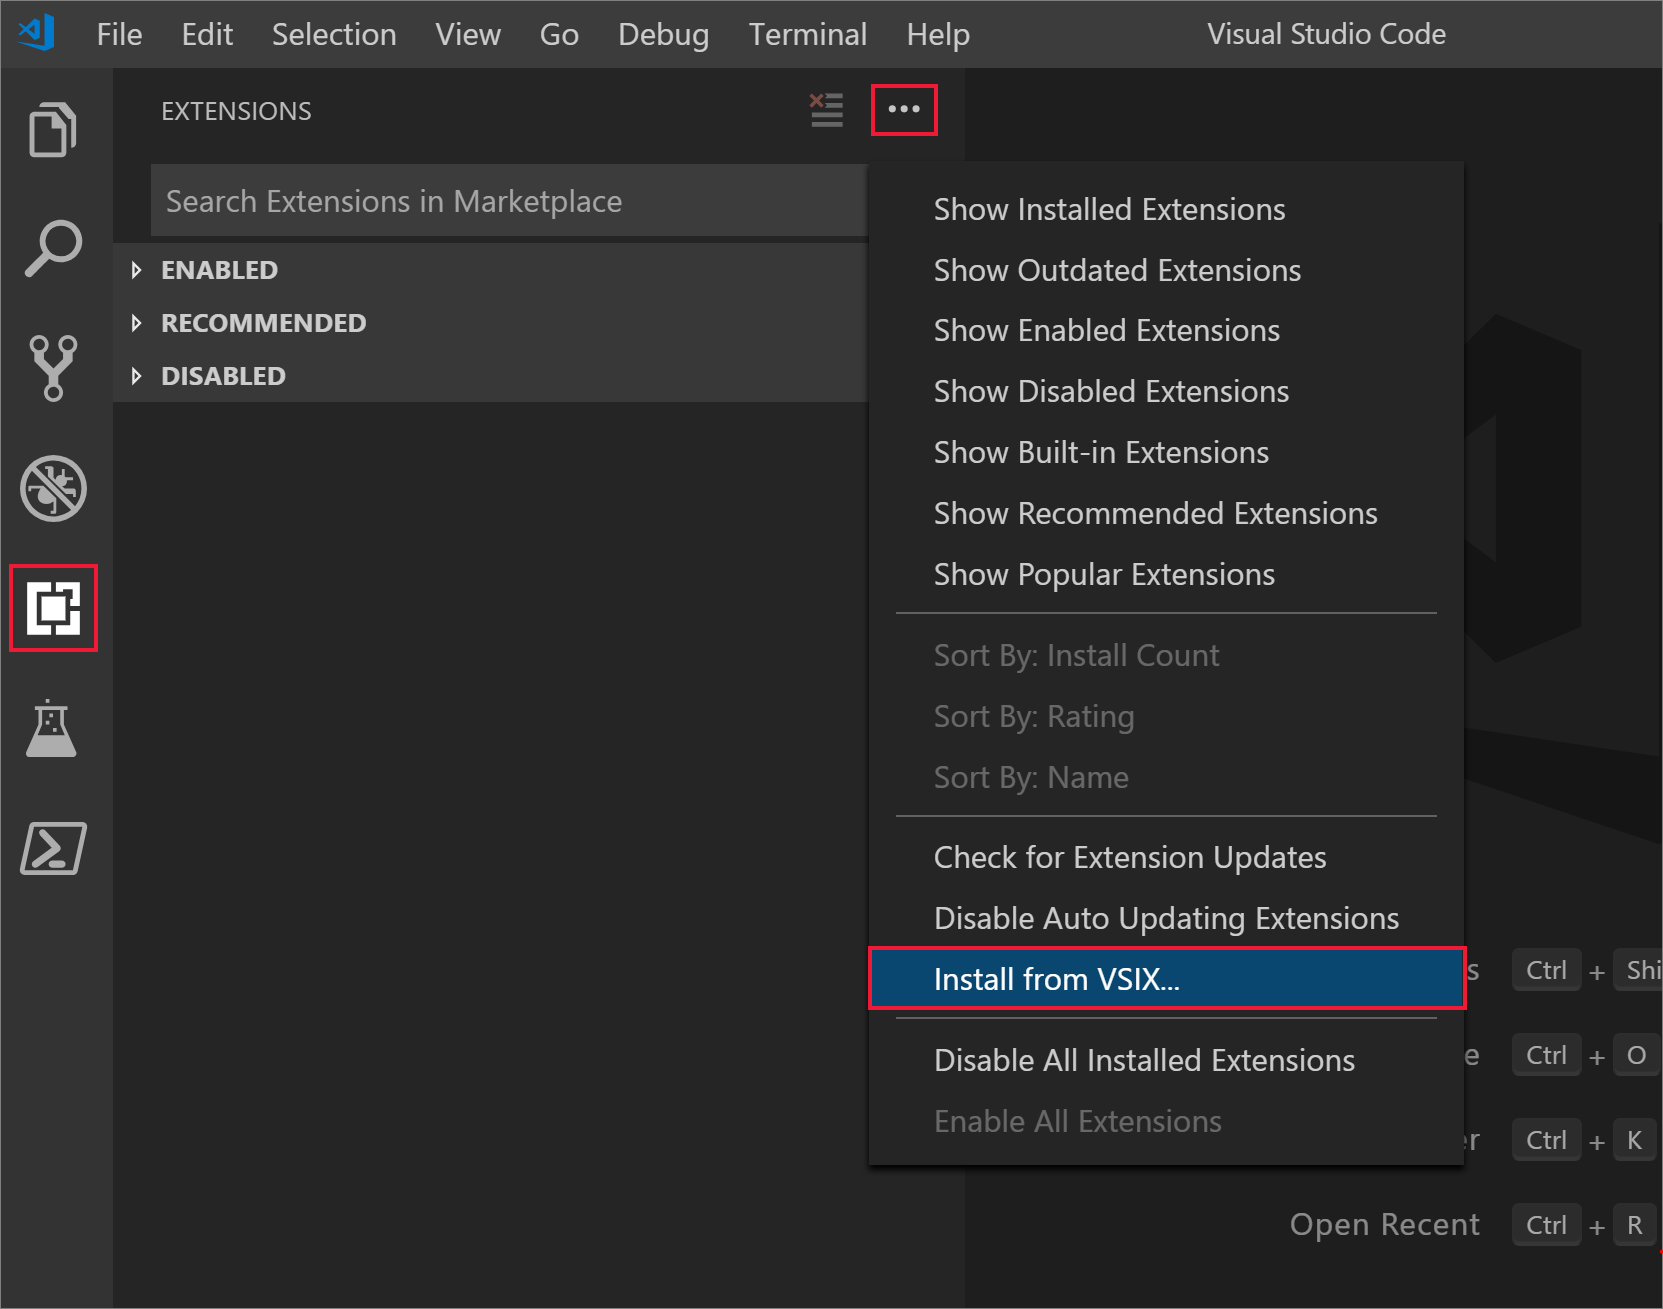 File Edit Selection View Go Debug Terminal Help Visual Studio Code
EXTENSIONS
Search Extensions in Marketplace
ENABLED
RECOMMENDED
DISABLED
Show Installed Extensions
Show Outdated Extensions
Show Enabled Extensions
Show Disabled Extensions
Show Built-in Extensions
Show Recommended Extensions
Show Popular Extensions
Sort By: Install Count
Sort By: Rating
Sort By: Name
Check for Extension Updates
Disable Auto Updating Extensions
Install from VSIX...
Disable All Installed Extensions
Enable All Extensions
s Ctrl + Shi
e Ctrl + O
er Ctrl + K
Open Recent Ctrl + R